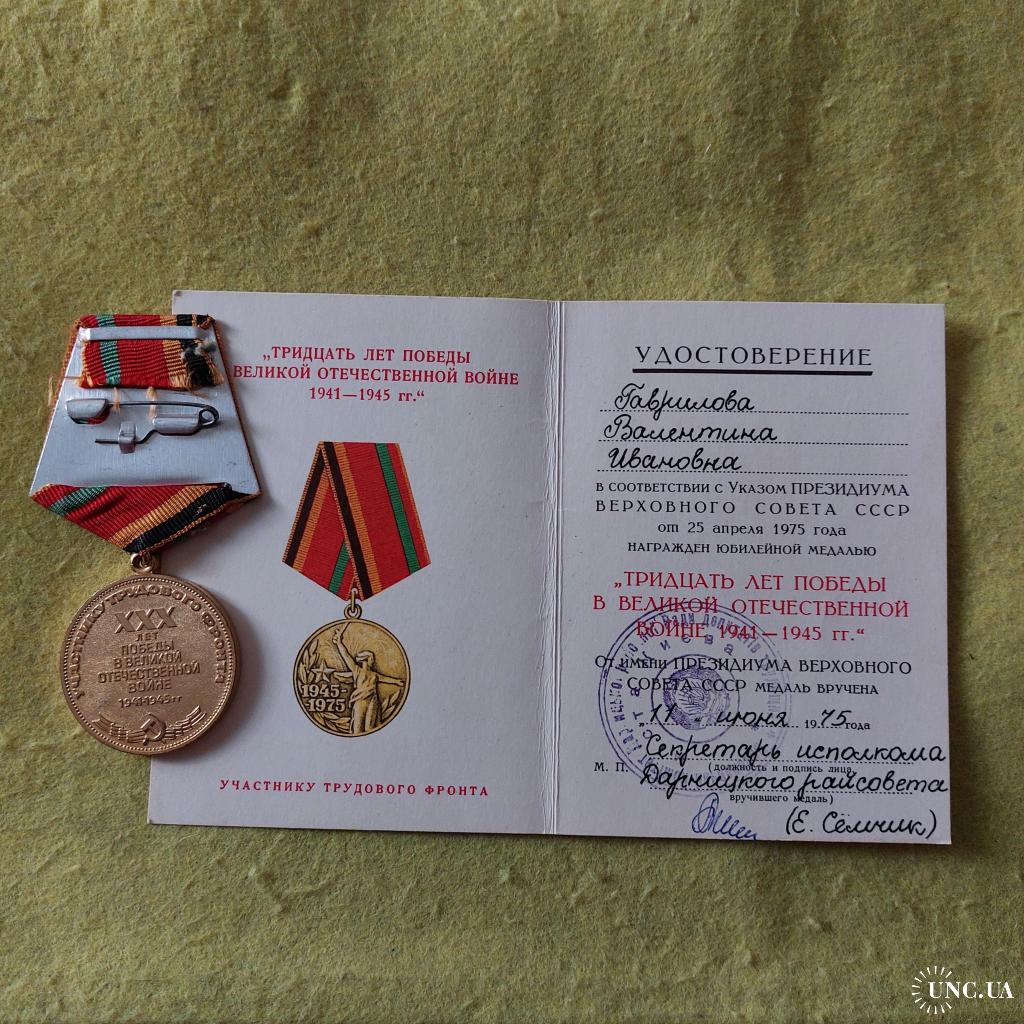 УЧАСТНИКУ ТРУДОВОГО ФРОНТА
XXX
ЛЕТ
ПОБЕДЫ
В ВЕЛИКОЙ
ОТЕЧЕСТВЕННОЙ
ВОЙНЕ
1941-1945 гг
„ТРИДЦАТЬ ЛЕТ ПОБЕДЫ
ВЕЛИКОЙ ОТЕЧЕСТВЕННОЙ ВОЙНЕ
1941—1945 гг.“
1945-
1975
УЧАСТНИКУ ТРУДОВОГО ФРОНТА
УДОСТОВЕРЕНИЕ
Гаврилова
Валентина
Ивановна
В СООТВЕТСТВИИ С УКАЗОМ ПРЕЗИДИУМА
ВЕРХОВНОГО СОВЕТА СССР
от 25 апреля 1975 года
НАГРАЖДЕН ЮБИЛЕЙНОЙ МЕДАЛЬЮ
„ТРИДЦАТЬ ЛЕТ ПОБЕДЫ
В ВЕЛИКОЙ ОТЕЧЕСТВЕННОЙ
ВОЙНЕ 1941—1945 гг.“
ОТ ИМЕНИ ПРЕЗИДИУМА ВЕРХОВНОГО
СОВЕТА СССР МЕДАЛЬ ВРУЧЕНА
„11„ июня 1975 года
Секретарь исполкома
М. П. (должность и подпись лица,
Дарницкого райсовета
вручившего медаль)
(Е. Сёмчик)
UNC.UA